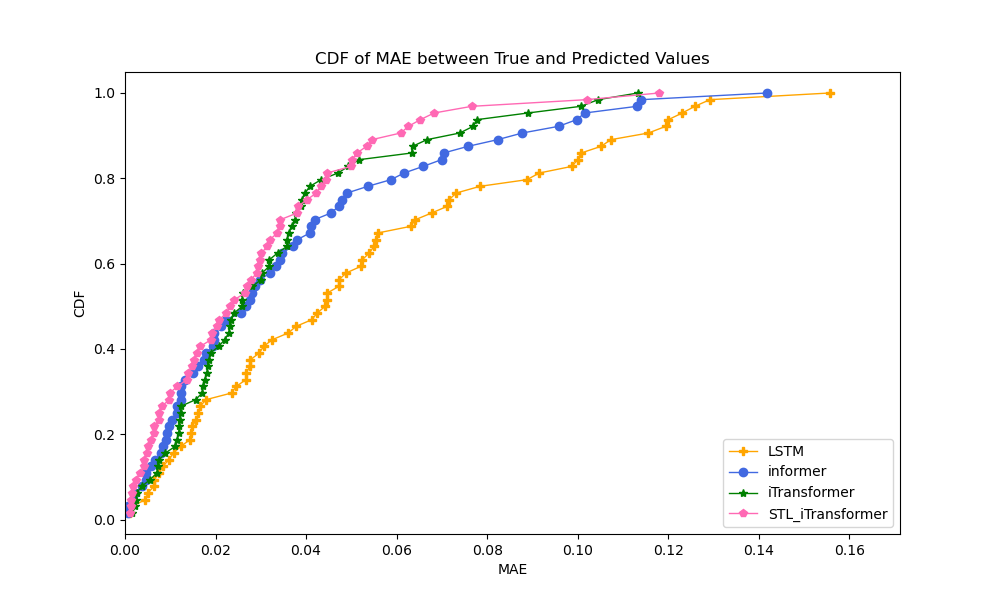 CDF of MAE between True and Predicted Values
CDF
1.0
0.8
0.6
0.4
0.2
0.0
0.00 0.02 0.04 0.06 0.08 0.10 0.12 0.14 0.16
MAE
LSTM
informer
iTransformer
STL_iTransformer